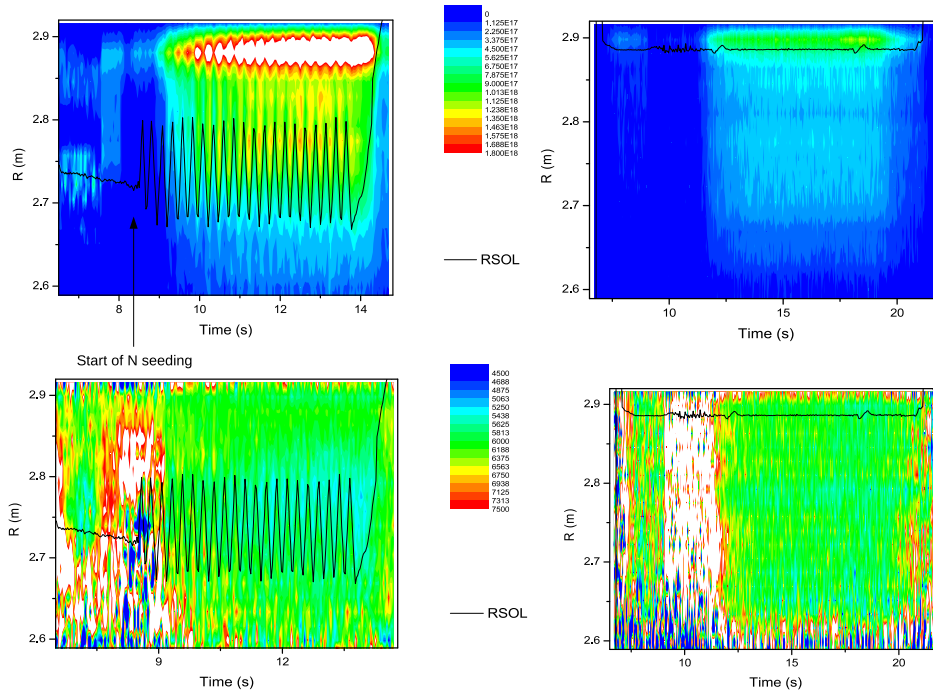 2.9
2.8
2.7
2.6
R (m)
8
10
12
14
Time (s)
Start of N seeding
0
1,125E17
2.250E17
3.375E17
4.500E17
5.625E17
6.750E17
7.875E17
9.000E17
1.013E18
1.125E18
1.238E18
1.350E18
1.463E18
1,575E18
1.688E18
1.800E18
RSOL
2.9
2.8
2.7
2.6
R (m)
10
15
20
Time (s)
2.9
2.8
2.7
2.6
R (m)
9
12
Time (s)
4500
4688
4875
5063
5250
5438
5625
5813
6000
6188
6375
6563
6750
6938
7125
7313
7500
RSOL
2.9
2.8
2.7
2.6
R (m)
10
15
20
Time (s)